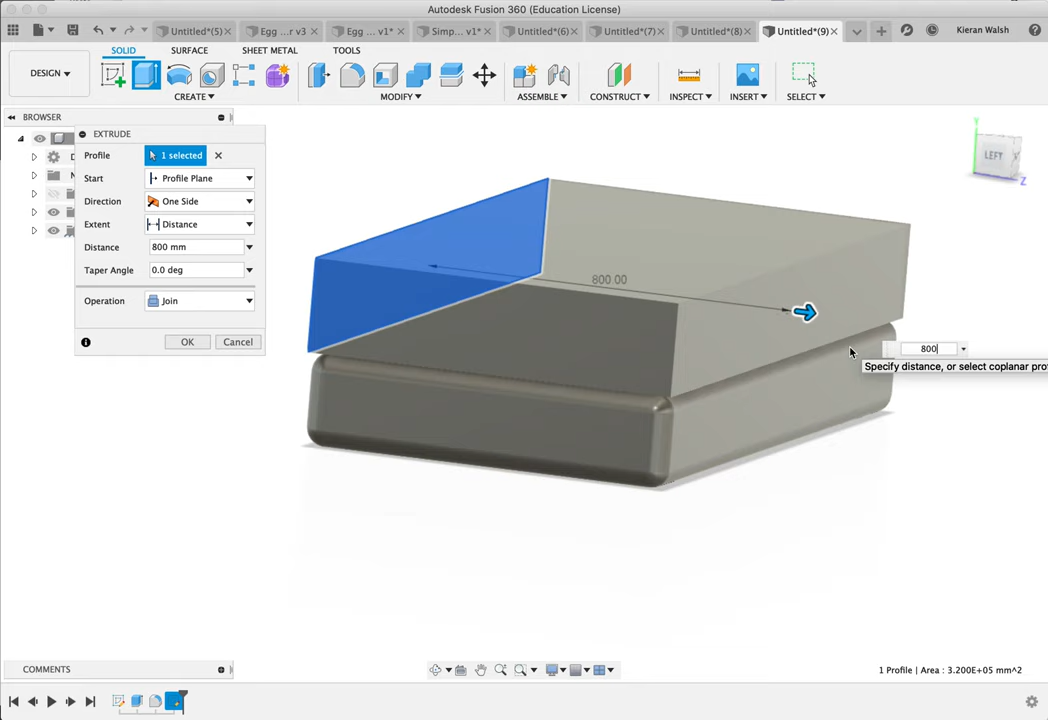 Autodesk Fusion 360 (Education License)
Untitled*(5) Egg ...r v3 Egg ... v1* Simp... v1* Untitled*(6) Untitled*(7) Untitled*(8) Untitled*(9) Kieran Walsh
SOLID SURFACE SHEET METAL TOOLS
DESIGN
CREATE MODIFY ASSEMBLE CONSTRUCT INSPECT INSERT SELECT
BROWSER
EXTRUDE
Profile 1 selected
Start Profile Plane
Direction One Side
Extent Distance
Distance 800 mm
Taper Angle 0.0 deg
Operation Join
OK Cancel
LEFT
Y
Z
800.00
800
Specify distance, or select coplanar pro
COMMENTS
1 Profile | Area : 3.200E+05 mm^2